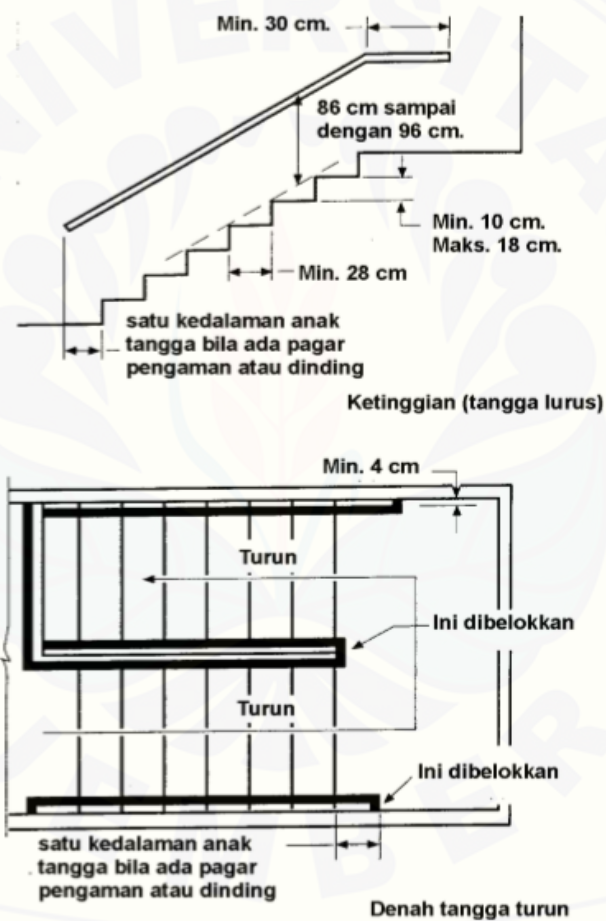 Min. 30 cm.
86 cm sampai
dengan 96 cm.
Min. 10 cm.
Maks. 18 cm.
Min. 28 cm
satu kedalaman anak
tangga bila ada pagar
pengaman atau dinding
Ketinggian (tangga lurus)
Min. 4 cm
Turun
Ini dibelokkan
Turun
Ini dibelokkan
satu kedalaman anak
tangga bila ada pagar
pengaman atau dinding
Denah tangga turun